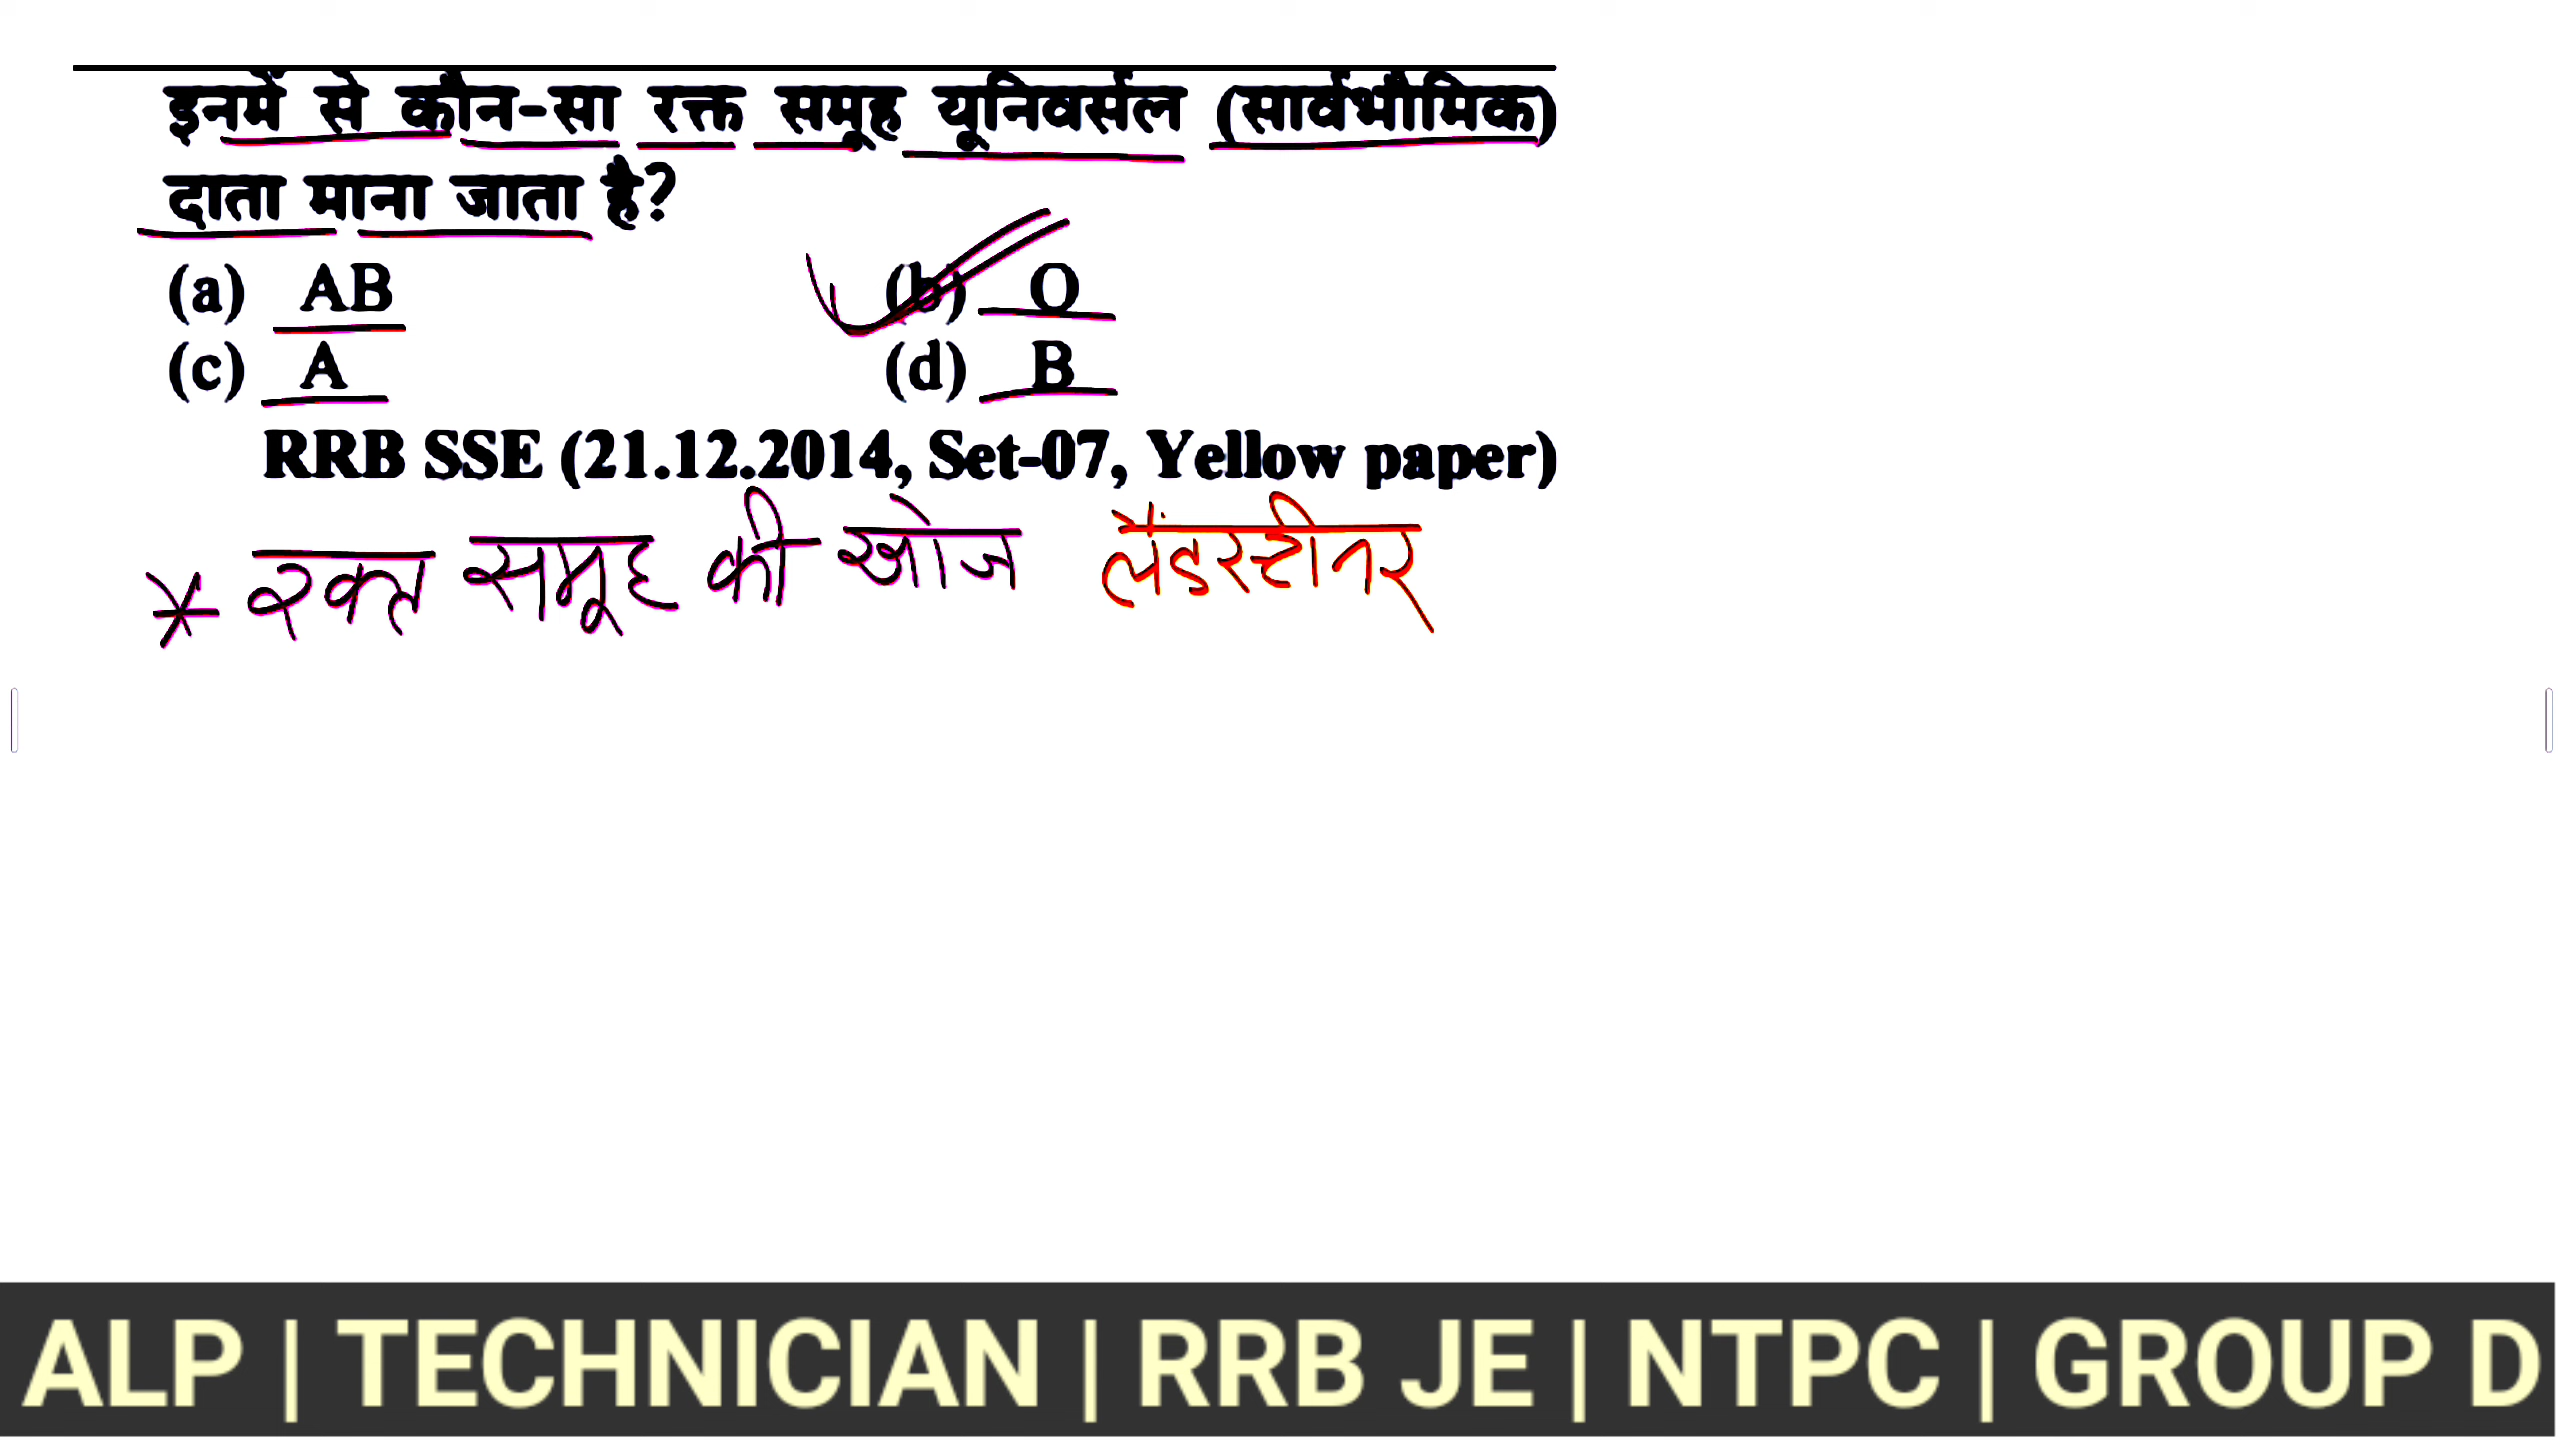 इनमें से कौन-सा रक्त समूह यूनिवर्सल (सार्वभौमिक)
दाता माना जाता है?
(a) AB (b) O
(c) A (d) B
RRB SSE (21.12.2014, Set-07, Yellow paper)
* रक्त समूह की खोज लैंडस्टीनर
ALP | TECHNICIAN | RRB JE | NTPC | GROUP D